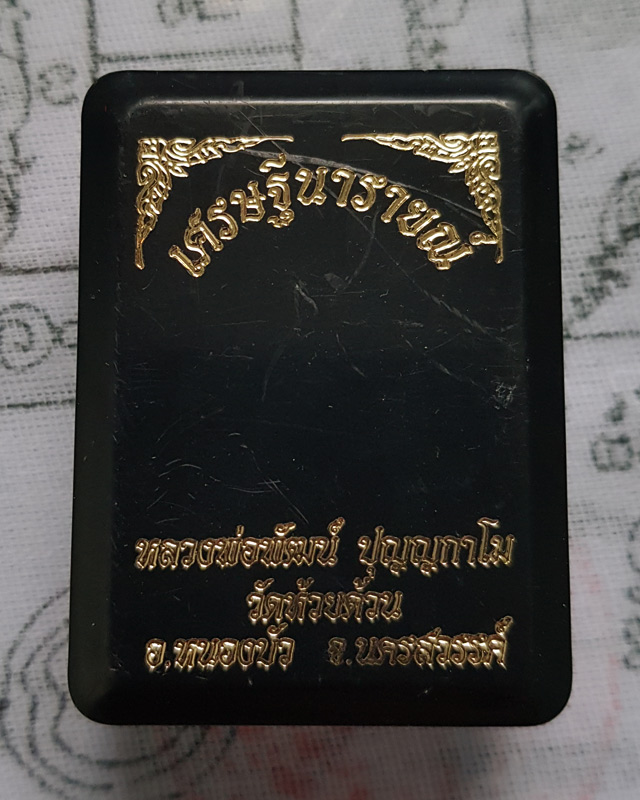 เศรษฐีนารายณ์
หลวงพ่อพัฒน์ ปุญญกาโม
วัดห้วยด้วน
อ.หนองบัว จ.นครสวรรค์